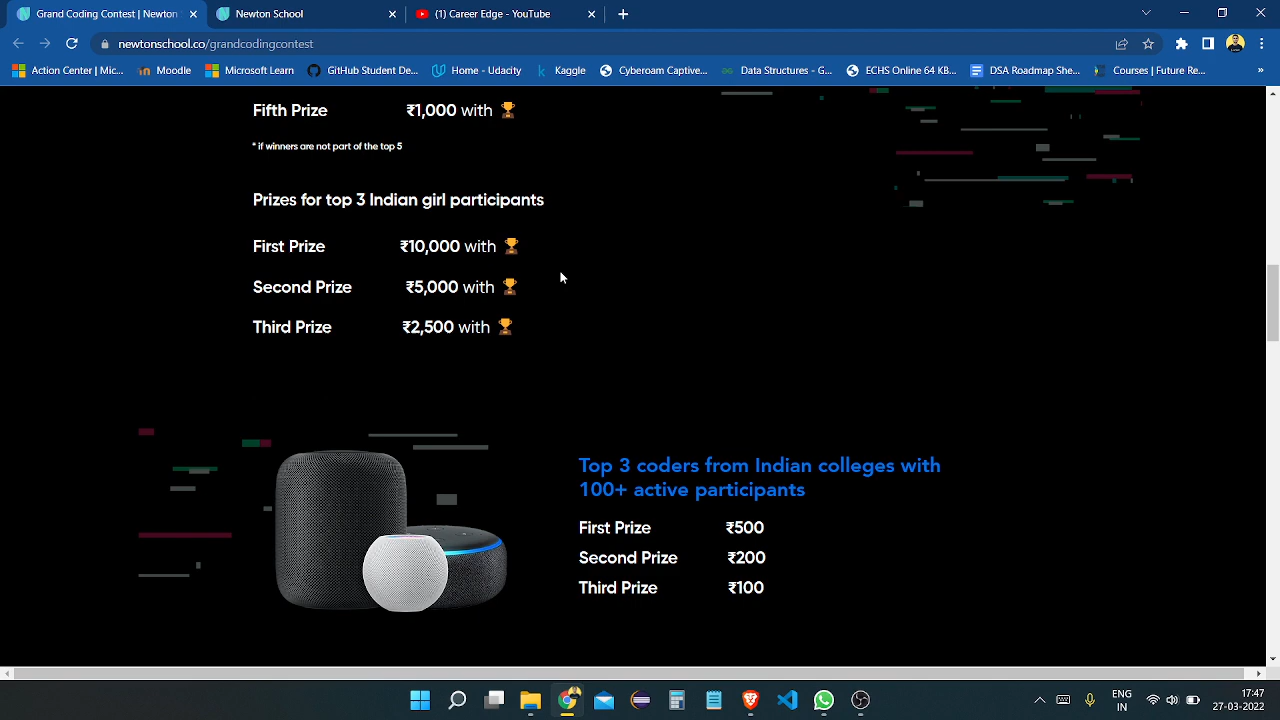 Grand Coding Contest | Newton
Newton School
(1) Career Edge - YouTube
newtonschool.co/grandcodingcontest
Action Center | Mic...
Moodle
Microsoft Learn
GitHub Student De...
Home - Udacity
Kaggle
Cybercam Captive...
Data Structures - G...
ECHS Online 64 KB...
DSA Roadmap She...
Courses | Future Re...
»
Fifth Prize ₹1,000 with 🏆
* if winners are not part of the top 5
Prizes for top 3 Indian girl participants
First Prize ₹10,000 with 🏆
Second Prize ₹5,000 with 🏆
Third Prize ₹2,500 with 🏆
Top 3 coders from Indian colleges with
100+ active participants
First Prize ₹500
Second Prize ₹200
Third Prize ₹100
ENG
IN
17:47
27-03-2022